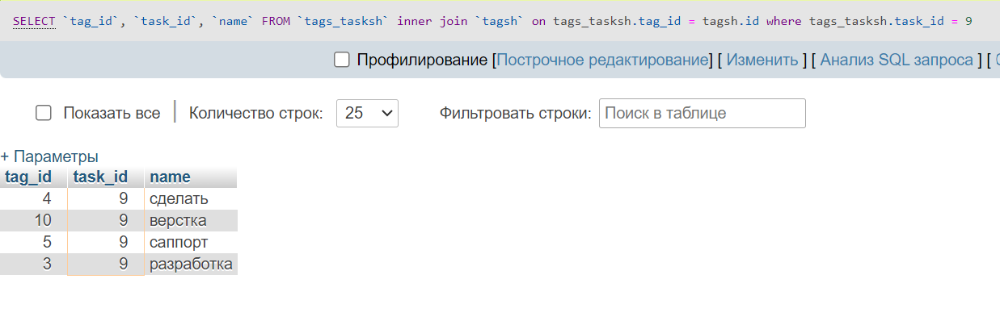 SELECT `tag_id`, `task_id`, `name` FROM `tags_tasksh` inner join `tagsh` on tags_tasksh.tag_id = tagsh.id where tags_tasksh.task_id = 9
Профилирование [Построчное редактирование] [ Изменить ] [ Анализ SQL запроса ] [
Показать все | Количество строк: 25 Фильтровать строки: Поиск в таблице
+ Параметры
tag_id task_id name
4 9 сделать
10 9 верстка
5 9 саппорт
3 9 разработка